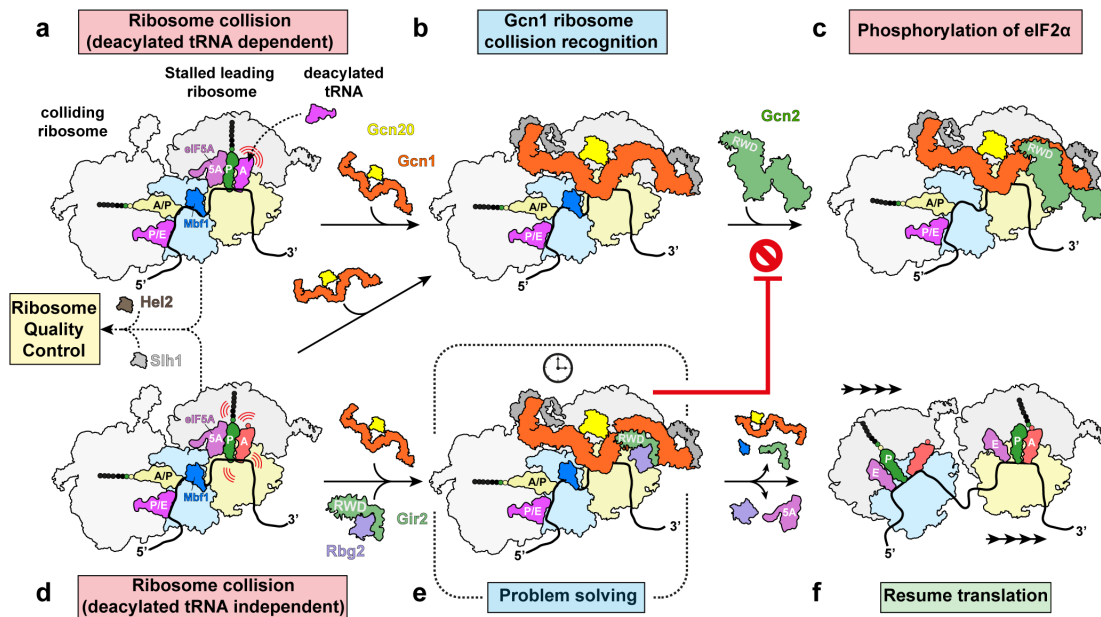 a
Ribosome collision
(deacylated tRNA dependent)
b
Gcn1 ribosome
collision recognition
c
Phosphorylation of eIF2α
Stalled leading
ribosome
deacylated
tRNA
colliding
ribosome
eIF5A
5A
P
A
A/P
Mbf1
P/E
5'
3'
Gcn20
Gcn1
A/P
P/E
5'
3'
Gcn2
RWD
RWD
A/P
P/E
5'
3'
Ribosome
Quality
Control
Hel2
Slh1
eIF5A
5A
P
A
A/P
Mbf1
P/E
5'
3'
RWD
Gir2
Rbg2
RWD
A/P
P/E
5'
3'
5A
E
P
E
P
5'
3'
d
Ribosome collision
(deacylated tRNA independent)
e
Problem solving
f
Resume translation